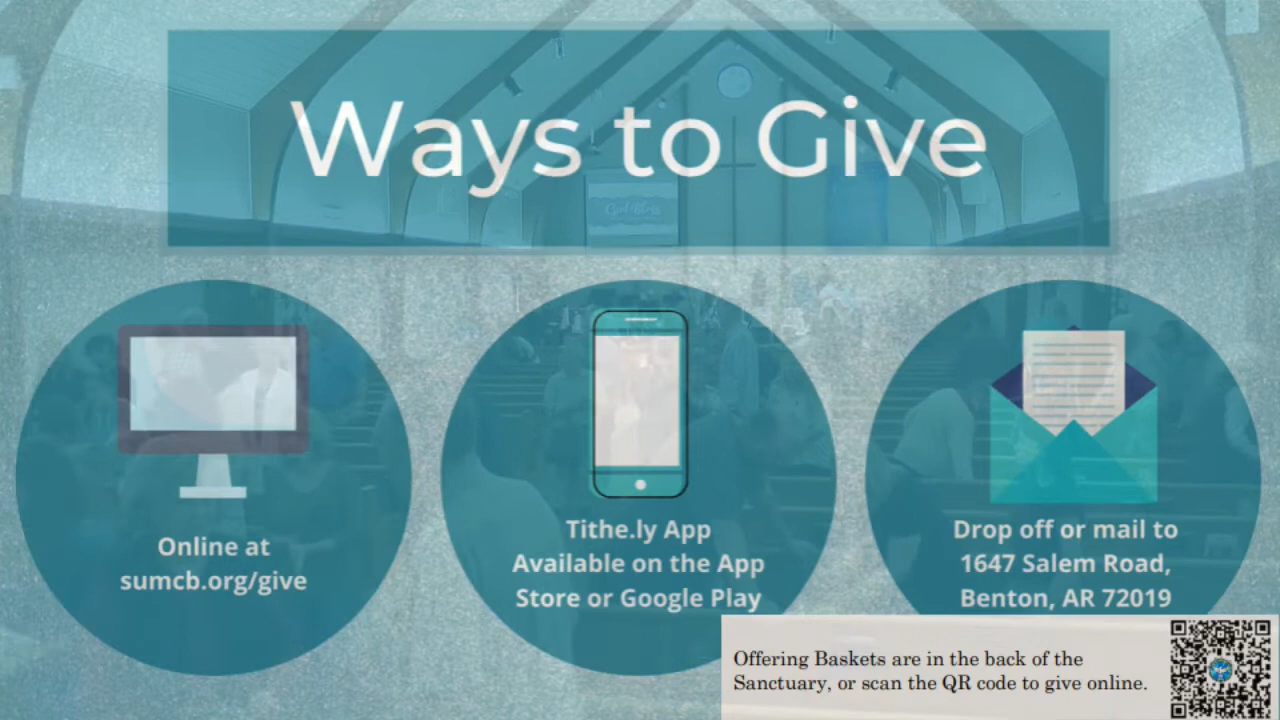 Ways to Give
God Bless
Online at
sumcb.org/give
Tithe.ly App
Available on the App
Store or Google Play
Drop off or mail to
1647 Salem Road,
Benton, AR 72019
Offering Baskets are in the back of the
Sanctuary, or scan the QR code to give online.